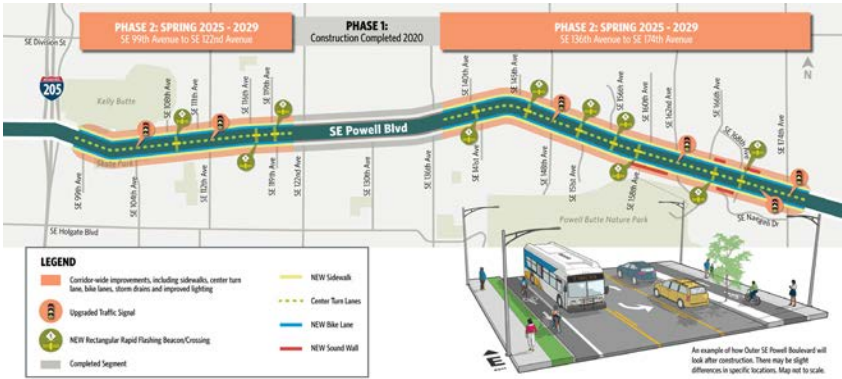 PHASE 2: SPRING 2025 - 2029
SE 99th Avenue to SE 122nd Avenue
PHASE 1:
Construction Completed 2020
PHASE 2: SPRING 2025 - 2029
SE 136th Avenue to SE 174th Avenue
SE Division St
205
Kelly Butte
State Park
SE 108th Ave
SE 111th Ave
SE 116th Ave
SE 119th Ave
SE 140th Ave
SE 145th Ave
SE 156th Ave
SE 160th Ave
SE 162nd Ave
SE 166th Ave
SE 168th Ave
SE 174th Ave
N
SE Powell Blvd
SE 99th Ave
SE 104th Ave
SE 112th Ave
SE 119th Ave
SE 122nd Ave
SE 130th Ave
SE 136th Ave
SE 141st Ave
SE 148th Ave
SE 151st Ave
SE 158th Ave
SE Naegeli Dr
Powell Butte Nature Park
SE Holgate Blvd
LEGEND
Corridor-wide improvements, including sidewalks, center turn
lane, bike lanes, storm drains and improved lighting
Upgraded Traffic Signal
NEW Rectangular Rapid Flashing Beacon/Crossing
Completed Segment
NEW Sidewalk
Center Turn Lanes
NEW Bike Lane
NEW Sound Wall
E
An example of how Outer SE Powell Boulevard will
look after construction. There may be slight
differences in specific locations. Map not to scale.